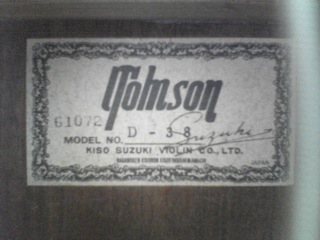 Tomson
61072
MODEL NO. D - 38 Suzuki
KISO SUZUKI VIOLIN CO., LTD.
JAPAN